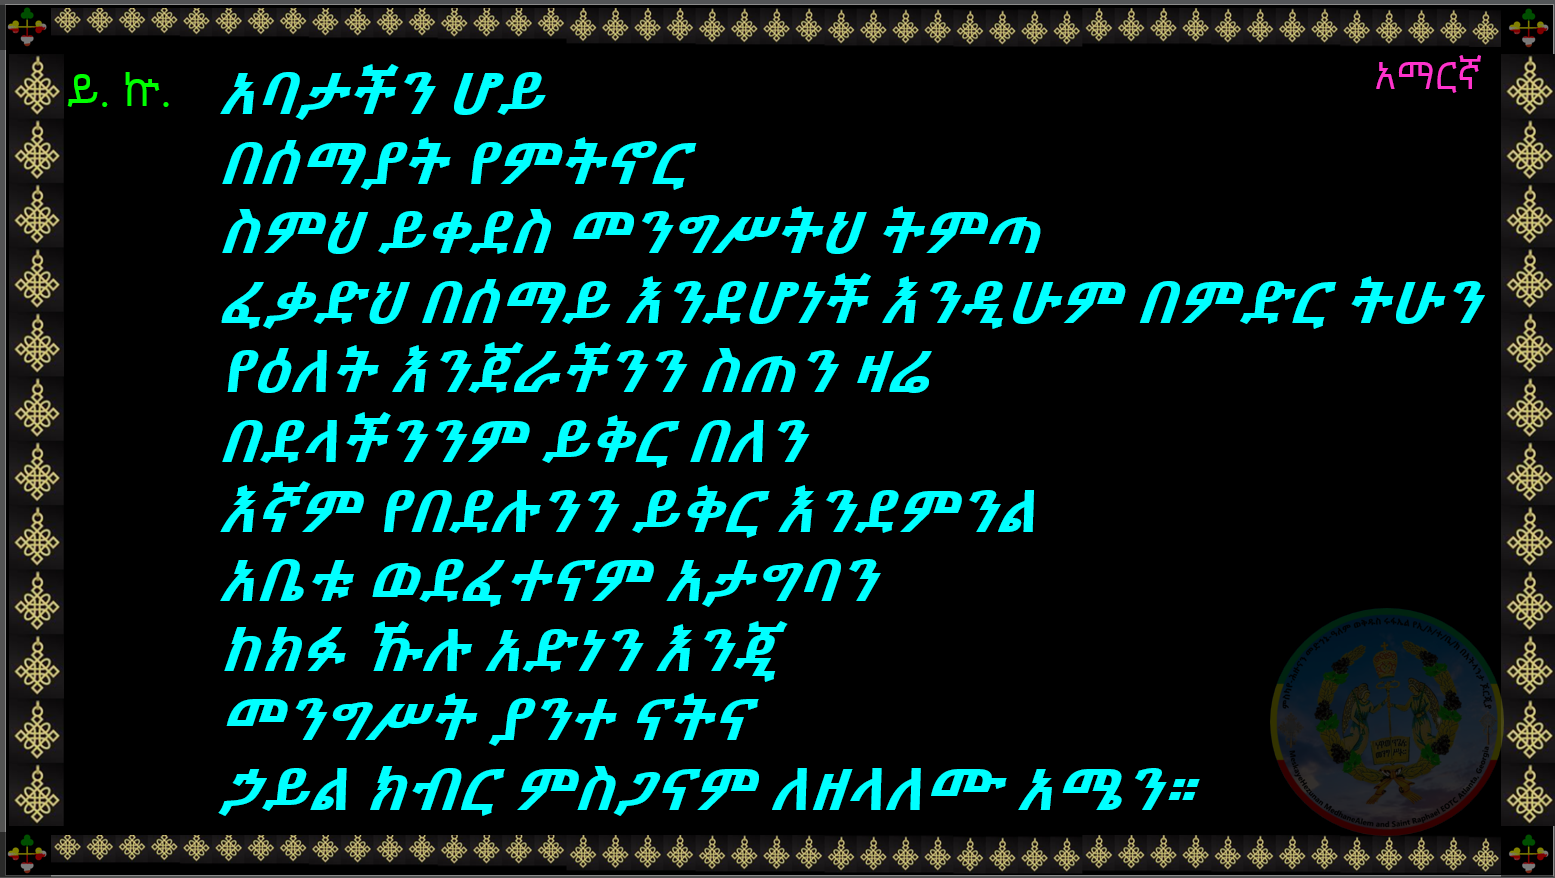 ይ. ኵ.
አማርኛ
አባታችን ሆይ
በሰማያት የምትኖር
ስምህ ይቀደስ መንግሥትህ ትምጣ
ፈቃድህ በሰማይ እንደሆነች እንዲሁም በምድር ትሁን
የዕለት እንጀራችንን ስጠን ዛሬ
በደላችንንም ይቅር በለን
እኛም የበደሉንን ይቅር እንደምንል
አቤቱ ወደፈተናም አታግባን
ከክፉ ኹሉ አድነን እንጂ
መንግሥት ያንተ ናትና
ኃይል ክብር ምስጋናም ለዘላለሙ አሜን።